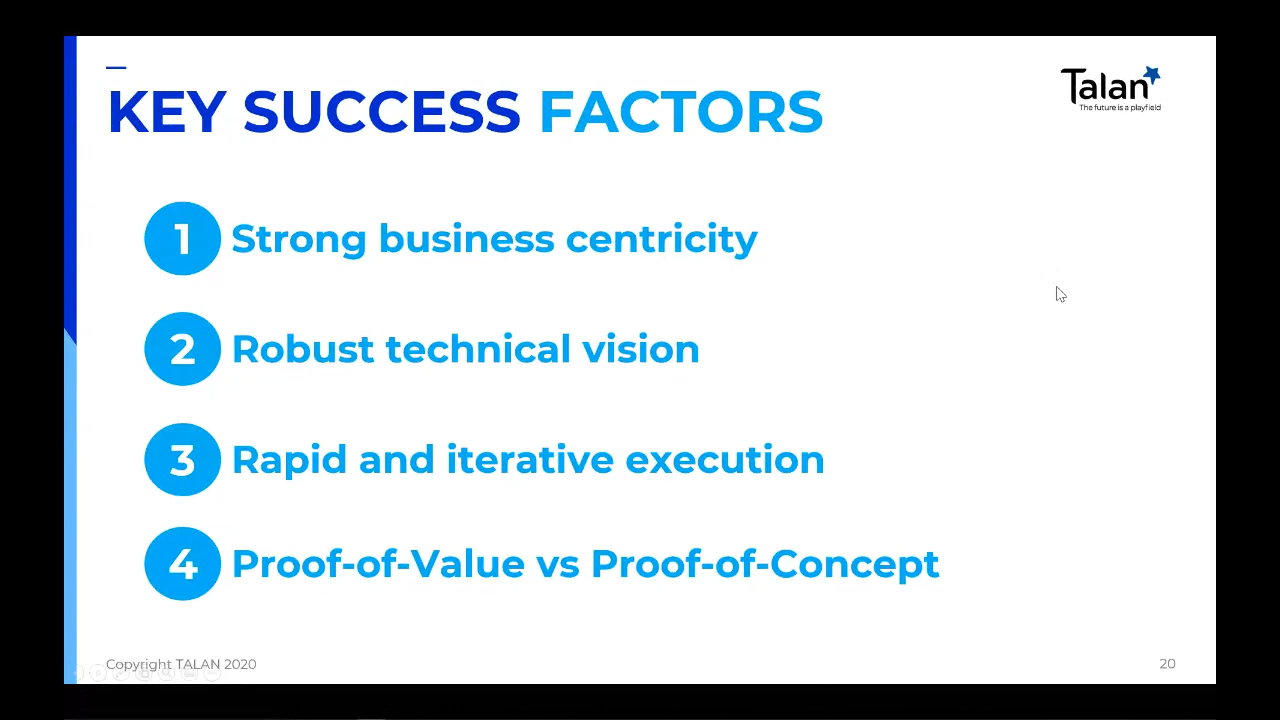 KEY SUCCESS FACTORS
Talan
The future is a playfield
1 Strong business centricity
2 Robust technical vision
3 Rapid and iterative execution
4 Proof-of-Value vs Proof-of-Concept
Copyright TALAN 2020
20